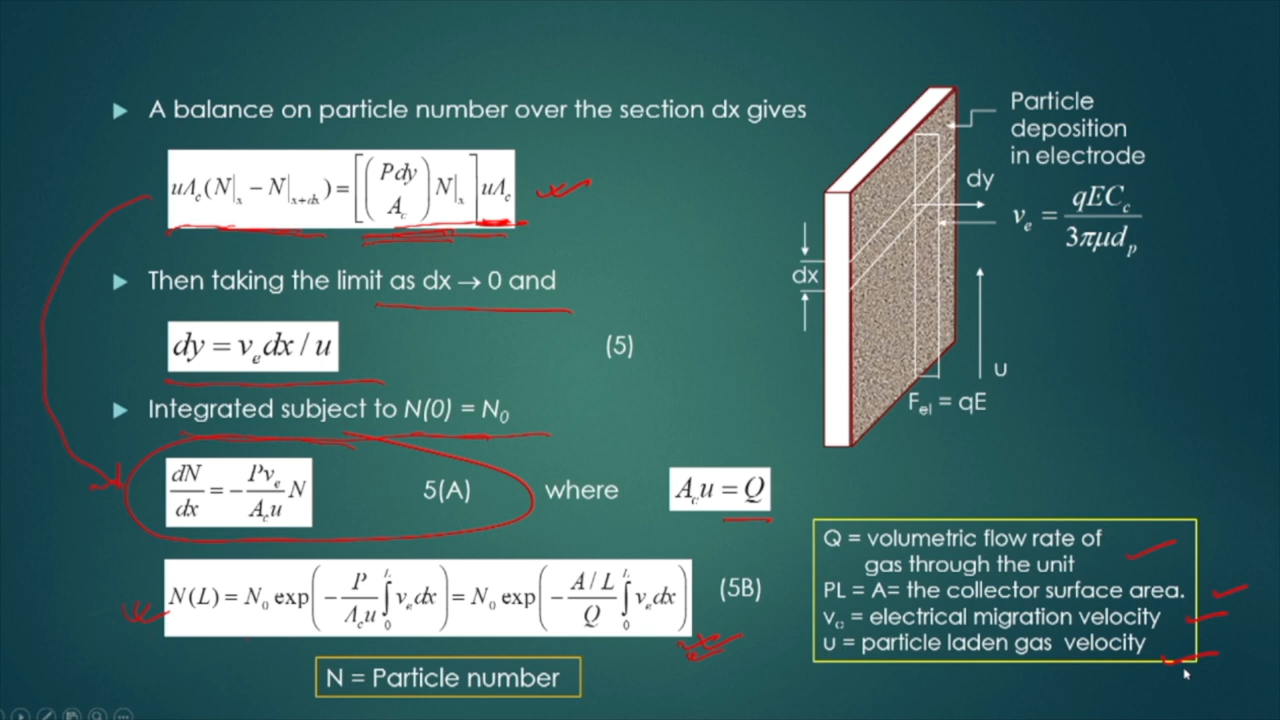 ► A balance on particle number over the section dx gives
uA_c(N|_x − N|_{x+dx}) = [(Pdy / A_c) N|_x] uA_c
► Then taking the limit as dx → 0 and
dy = v_e dx / u (5)
► Integrated subject to N(0) = N_0
dN/dx = − (Pv_e / A_c u) N 5(A) where A_c u = Q
N(L) = N_0 exp(− P/(A_c u) ∫_0^L v_e dx) = N_0 exp(− (A/L)/Q ∫_0^L v_e dx) (5B)
N = Particle number
Particle
deposition
in electrode
dy
v_e = qEC_c / 3πμd_p
dx
u
F_el = qE
Q = volumetric flow rate of
gas through the unit
PL = A= the collector surface area.
v_e = electrical migration velocity
u = particle laden gas velocity